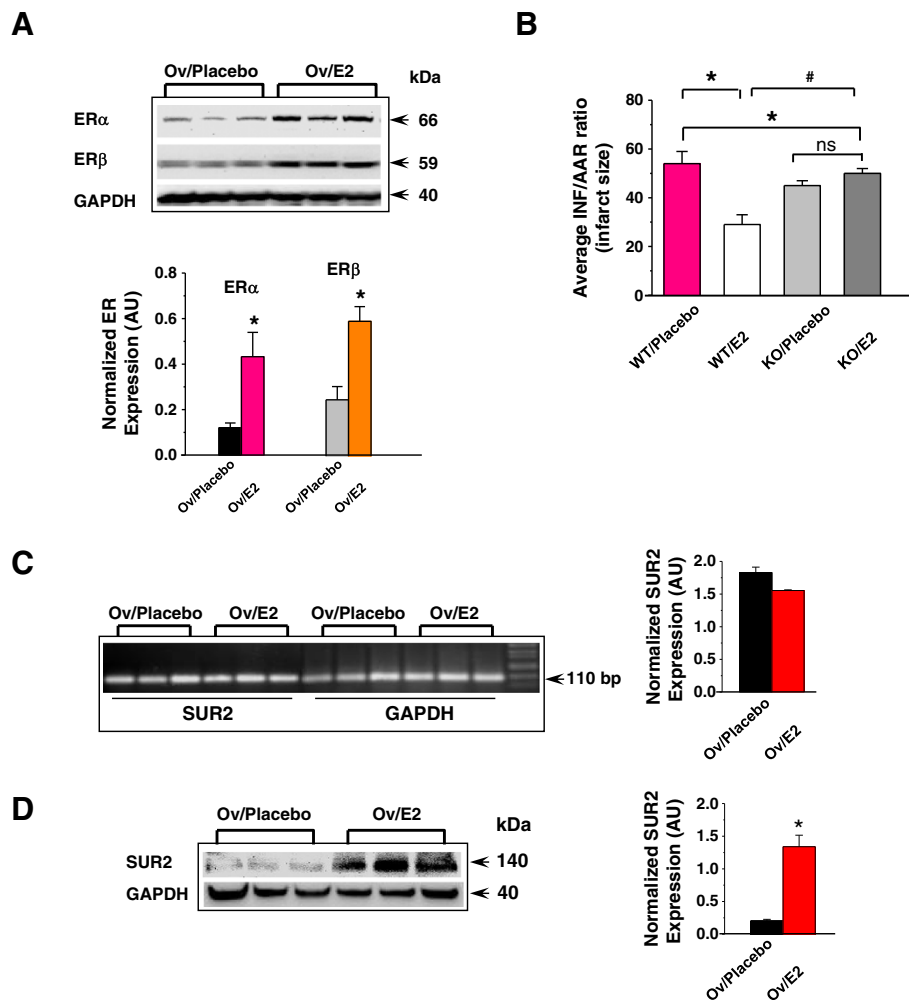 A
Ov/Placebo Ov/E2 kDa
ERα 66
ERβ 59
GAPDH 40
Normalized ER
Expression (AU)
0.8
0.6
0.4
0.2
0.0
ERα
*
ERβ
*
Ov/Placebo
Ov/E2
Ov/Placebo
Ov/E2
B
Average INF/AAR ratio
(infarct size)
80
60
40
20
0
* #
*
ns
WT/Placebo
WT/E2
KO/Placebo
KO/E2
C
Ov/Placebo Ov/E2 Ov/Placebo Ov/E2
110 bp
SUR2 GAPDH
Normalized SUR2
Expression (AU)
2.0
1.5
1.0
0.5
0.0
Ov/Placebo
Ov/E2
D
Ov/Placebo Ov/E2 kDa
SUR2 140
GAPDH 40
Normalized SUR2
Expression (AU)
2.0
1.5
1.0
0.5
0.0
*
Ov/Placebo
Ov/E2